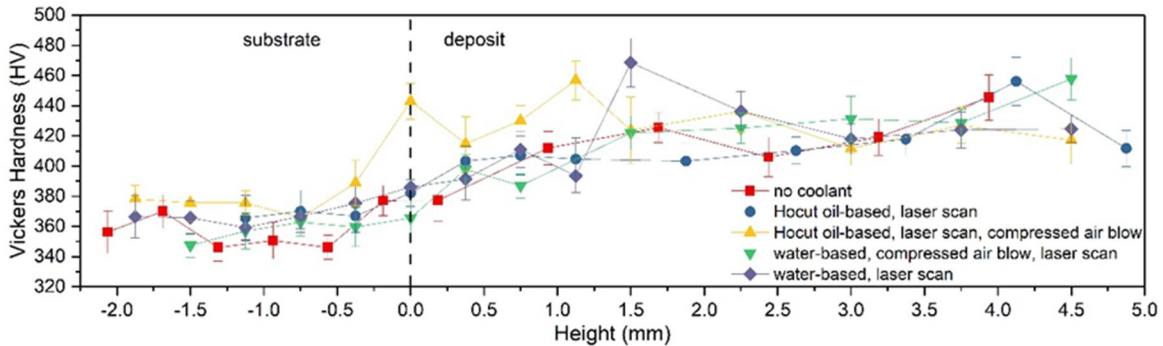 500
480
460
440
420
400
380
360
340
320
Vickers Hardness (HV)
substrate
deposit
no coolant
Hocut oil-based, laser scan
Hocut oil-based, laser scan, compressed air blow
water-based, compressed air blow, laser scan
water-based, laser scan
-2.0 -1.5 -1.0 -0.5 0.0 0.5 1.0 1.5 2.0 2.5 3.0 3.5 4.0 4.5 5.0
Height (mm)